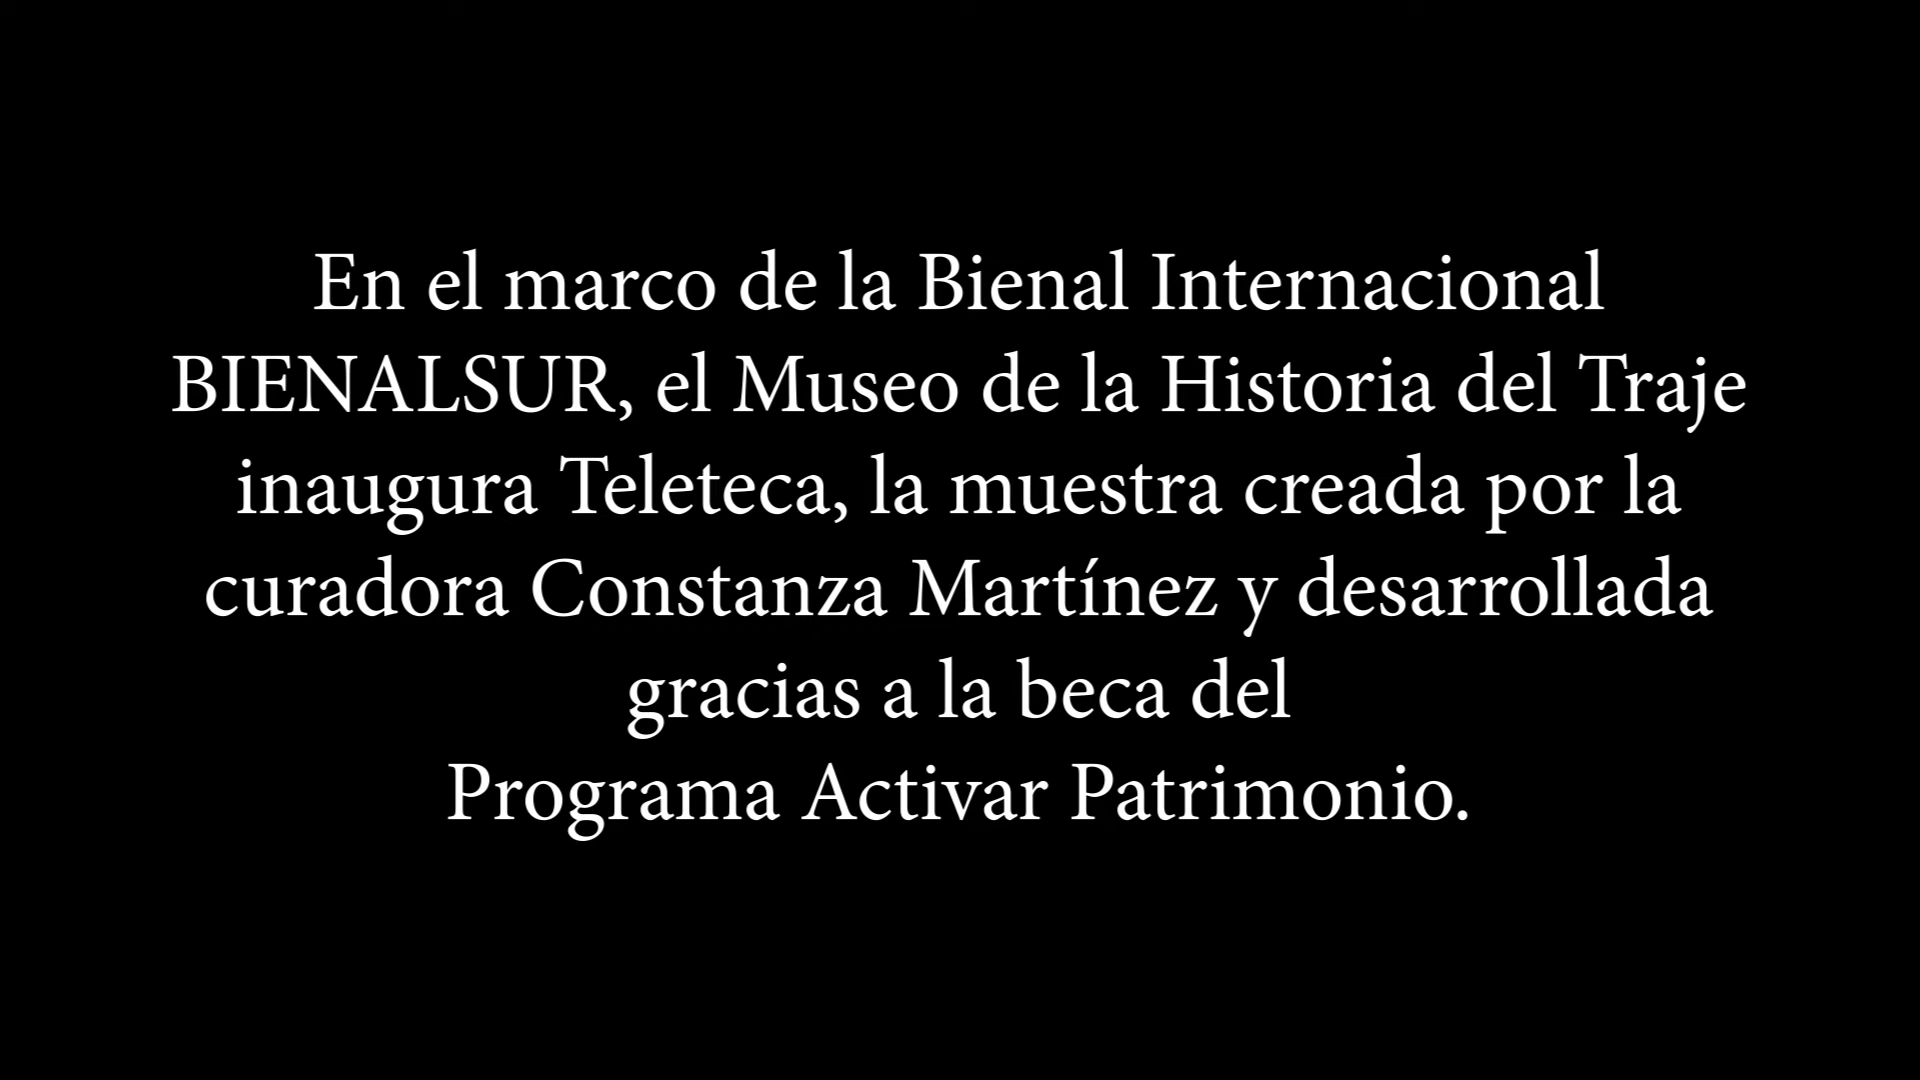 En el marco de la Bienal Internacional
BIENALSUR, el Museo de la Historia del Traje
inaugura Teleteca, la muestra creada por la
curadora Constanza Martínez y desarrollada
gracias a la beca del
Programa Activar Patrimonio.